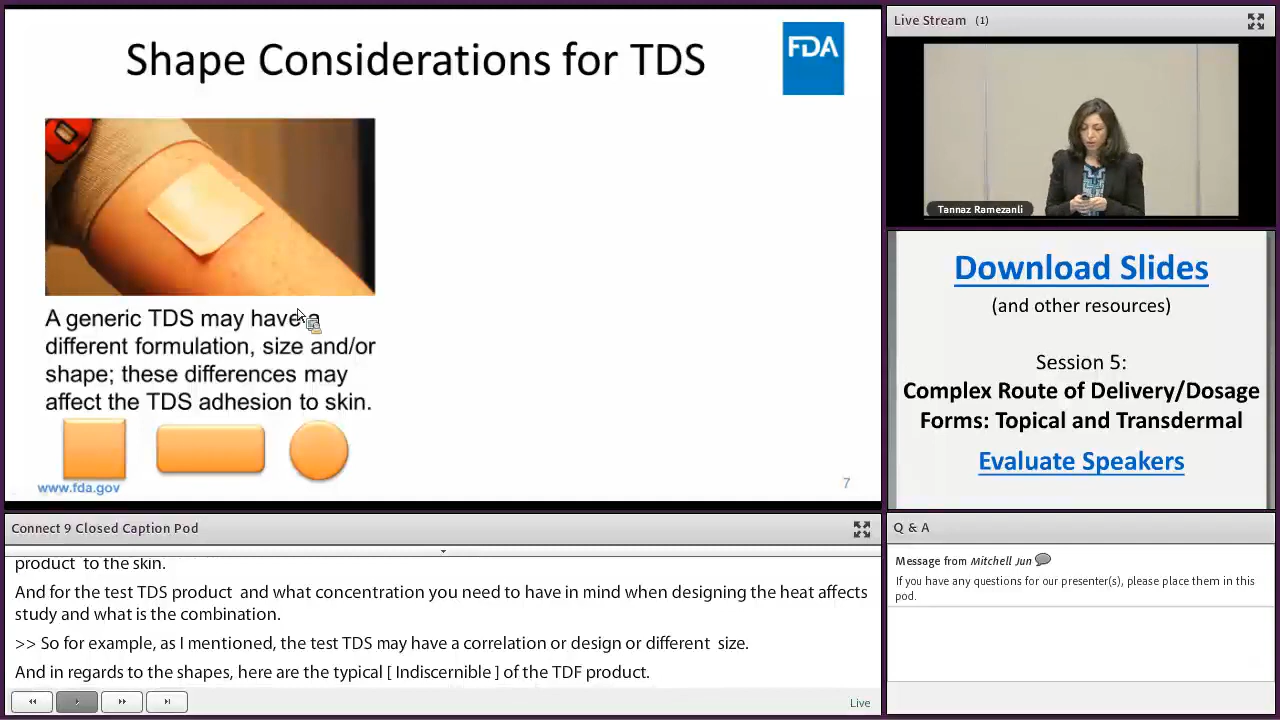 Shape Considerations for TDS
FDA
A generic TDS may have a
different formulation, size and/or
shape; these differences may
affect the TDS adhesion to skin.
www.fda.gov
7
Live Stream (1)
Tannaz Ramezanli
Download Slides
(and other resources)
Session 5:
Complex Route of Delivery/Dosage
Forms: Topical and Transdermal
Evaluate Speakers
Connect 9 Closed Caption Pod
product to the skin.
And for the test TDS product and what concentration you need to have in mind when designing the heat affects
study and what is the combination.
>> So for example, as I mentioned, the test TDS may have a correlation or design or different size.
And in regards to the shapes, here are the typical [ Indiscernible ] of the TDF product.
Live
Q & A
Message from Mitchell Jun
If you have any questions for our presenter(s), please place them in this
pod.